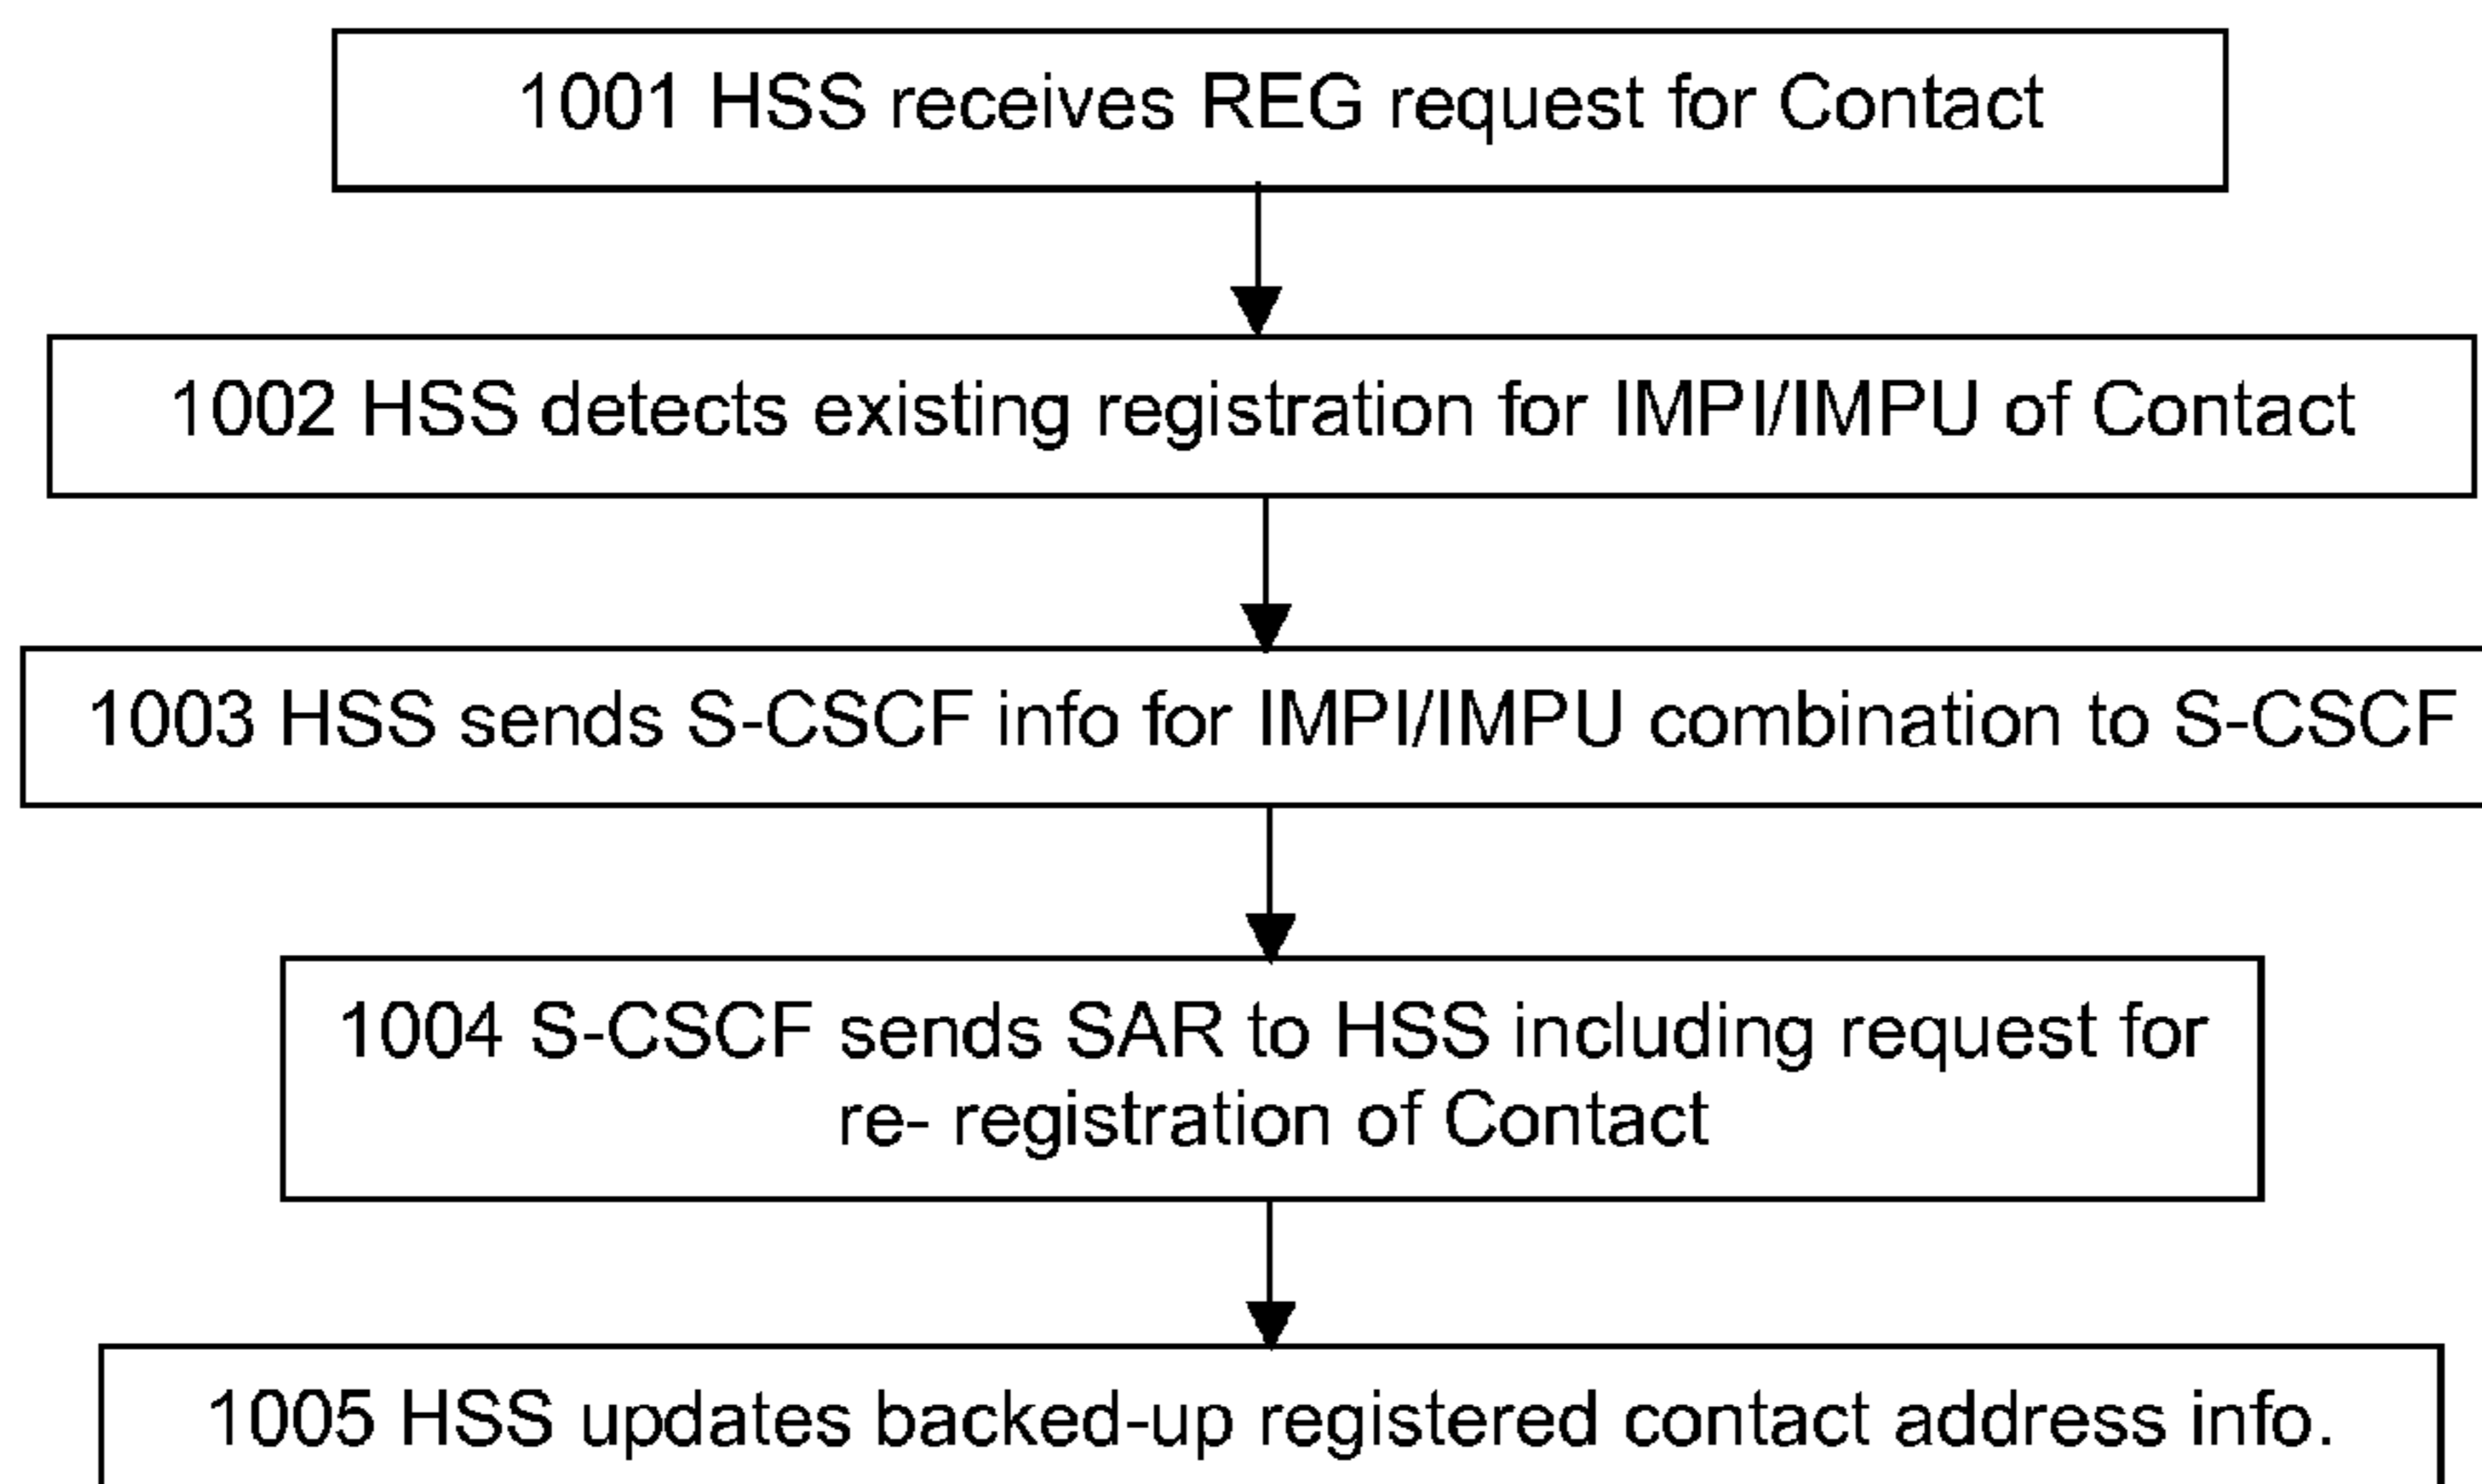 1001 HSS receives REG request for Contact
1002 HSS detects existing registration for IMPI/IMPU of Contact
1003 HSS sends S-CSCF info for IMPI/IMPU combination to S-CSCF
1004 S-CSCF sends SAR to HSS including request for
re- registration of Contact
1005 HSS updates backed-up registered contact address info.